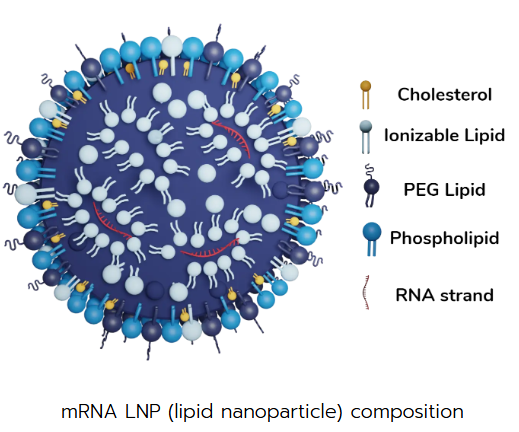 Cholesterol
Ionizable Lipid
PEG Lipid
Phospholipid
RNA strand
mRNA LNP (lipid nanoparticle) composition